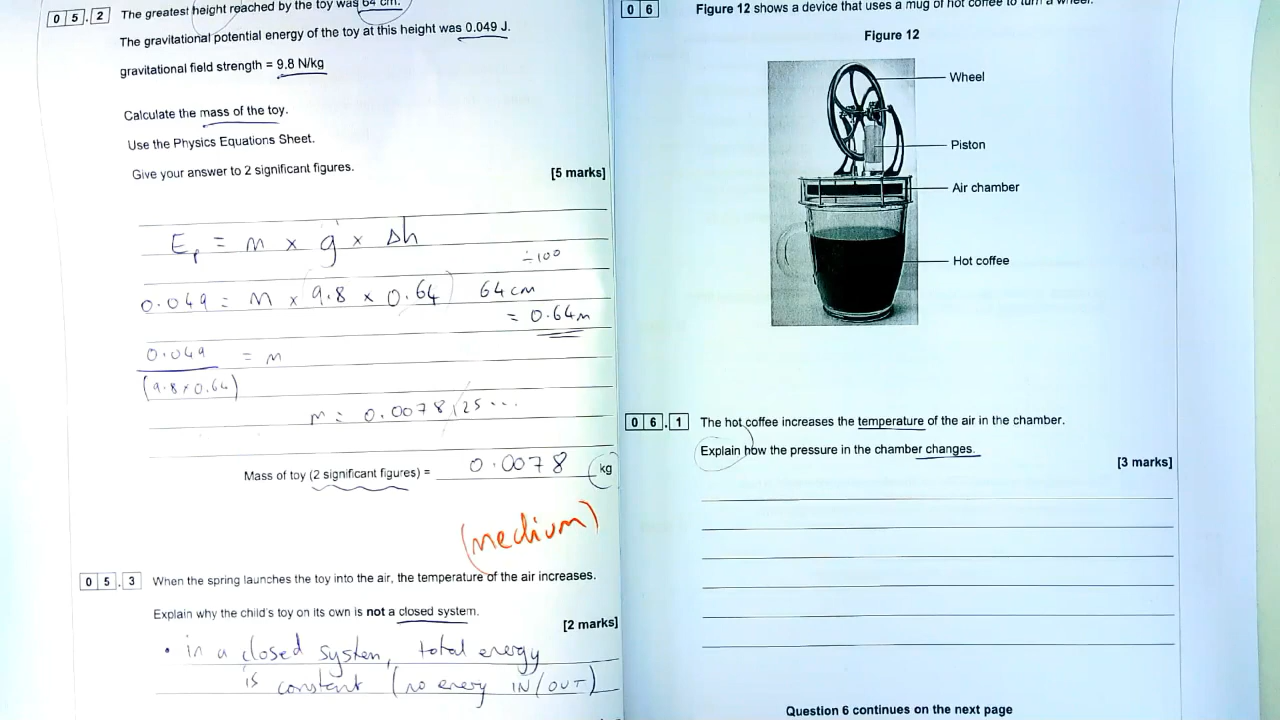 0 5 . 2 The greatest height reached by the toy was 64 cm.
The gravitational potential energy of the toy at this height was 0.049 J.
gravitational field strength = 9.8 N/kg
Calculate the mass of the toy.
Use the Physics Equations Sheet.
Give your answer to 2 significant figures.
[5 marks]
Ep = m × g × Δh
÷100
0.049 = m × (9.8 × 0.64) 64cm
= 0.64m
0.049 = m
(9.8×0.64)
m = 0.0078125...
Mass of toy (2 significant figures) = 0.0078 kg
(medium)
0 5 . 3 When the spring launches the toy into the air, the temperature of the air increases.
Explain why the child's toy on its own is not a closed system.
[2 marks]
• in a closed system, total energy
is constant (no enery IN/OUT)
0 6 Figure 12 shows a device that uses a mug of hot coffee to turn a wheel.
Figure 12
Wheel
Piston
Air chamber
Hot coffee
0 6 . 1 The hot coffee increases the temperature of the air in the chamber.
Explain how the pressure in the chamber changes.
[3 marks]
Question 6 continues on the next page